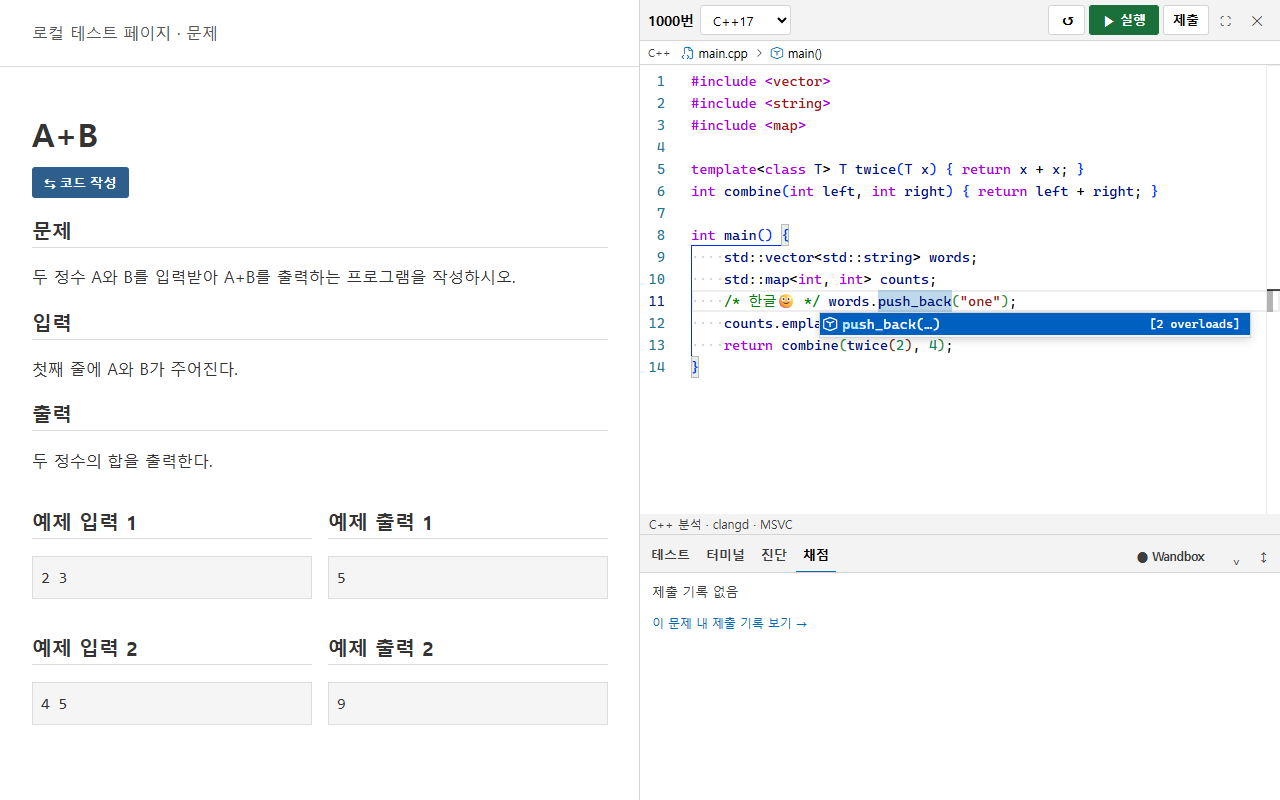 로컬 테스트 페이지 · 문제
A+B
⇆ 코드 작성
문제
두 정수 A와 B를 입력받아 A+B를 출력하는 프로그램을 작성하시오.
입력
첫째 줄에 A와 B가 주어진다.
출력
두 정수의 합을 출력한다.
예제 입력 1
2 3
예제 출력 1
5
예제 입력 2
4 5
예제 출력 2
9
1000번 C++17 ↺ ▶ 실행 제출
C++ main.cpp > main()
1 #include <vector>
2 #include <string>
3 #include <map>
4
5 template<class T> T twice(T x) { return x + x; }
6 int combine(int left, int right) { return left + right; }
7
8 int main() {
9 ····std::vector<std::string> words;
10 ····std::map<int, int> counts;
11 ····/* 한글🙂 */ words.push_back("one");
12 ····counts.empla
push_back(…) [2 overloads]
13 ····return combine(twice(2), 4);
14 }
C++ 분석 · clangd · MSVC
테스트 터미널 진단 채점 ● Wandbox
제출 기록 없음
이 문제 내 제출 기록 보기 →